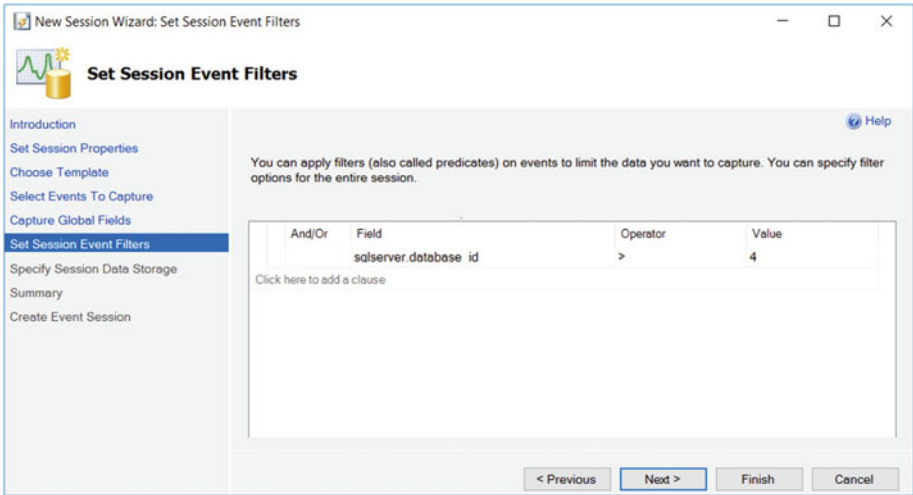 New Session Wizard: Set Session Event Filters
Set Session Event Filters
Introduction
Set Session Properties
Choose Template
Select Events To Capture
Capture Global Fields
Set Session Event Filters
Specify Session Data Storage
Summary
Create Event Session
Help
You can apply filters (also called predicates) on events to limit the data you want to capture. You can specify filter
options for the entire session.
And/Or Field Operator Value
sqlserver.database_id > 4
Click here to add a clause
< Previous Next > Finish Cancel